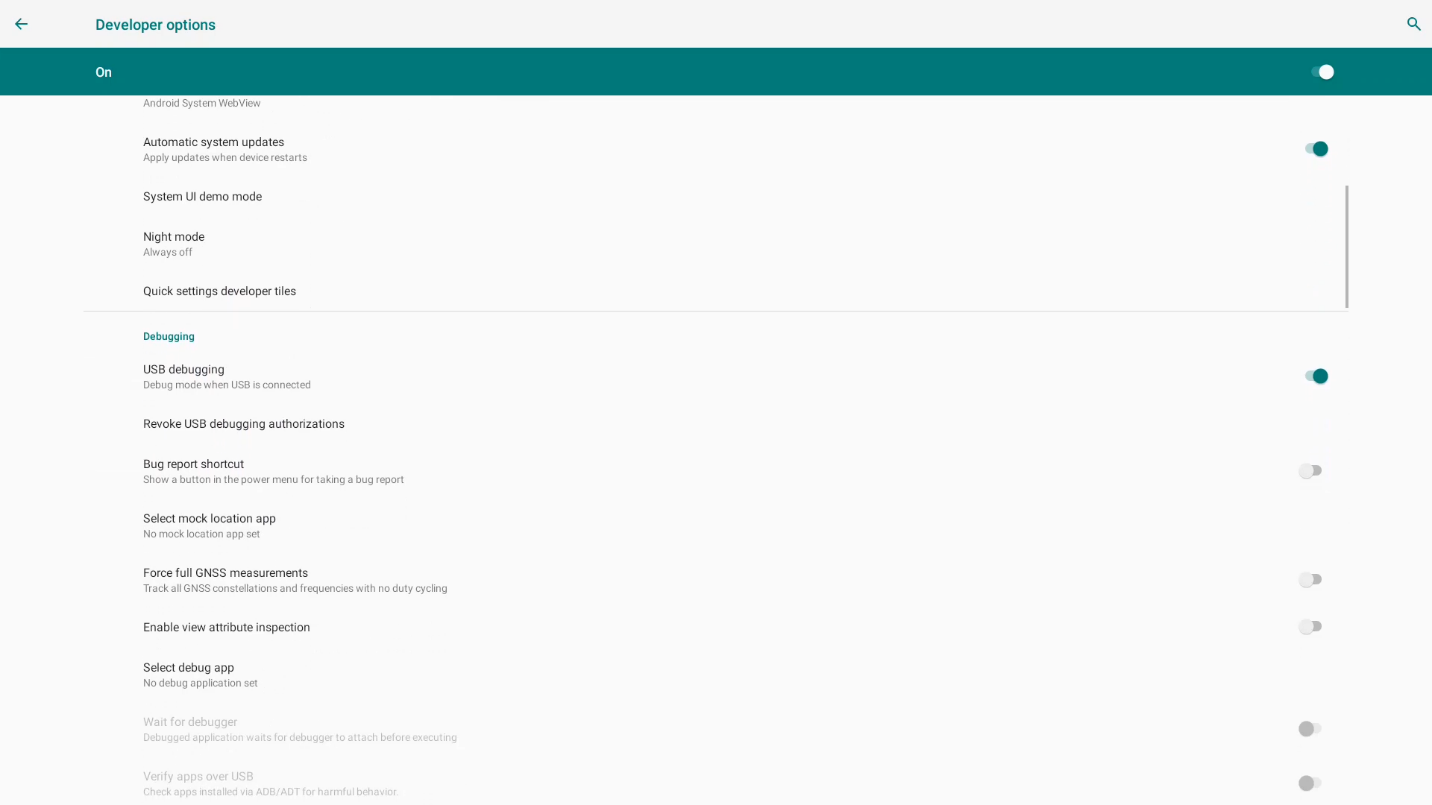 Developer options
On
Android System WebView
Automatic system updates
Apply updates when device restarts
System UI demo mode
Night mode
Always off
Quick settings developer tiles
Debugging
USB debugging
Debug mode when USB is connected
Revoke USB debugging authorizations
Bug report shortcut
Show a button in the power menu for taking a bug report
Select mock location app
No mock location app set
Force full GNSS measurements
Track all GNSS constellations and frequencies with no duty cycling
Enable view attribute inspection
Select debug app
No debug application set
Wait for debugger
Debugged application waits for debugger to attach before executing
Verify apps over USB
Check apps installed via ADB/ADT for harmful behavior.